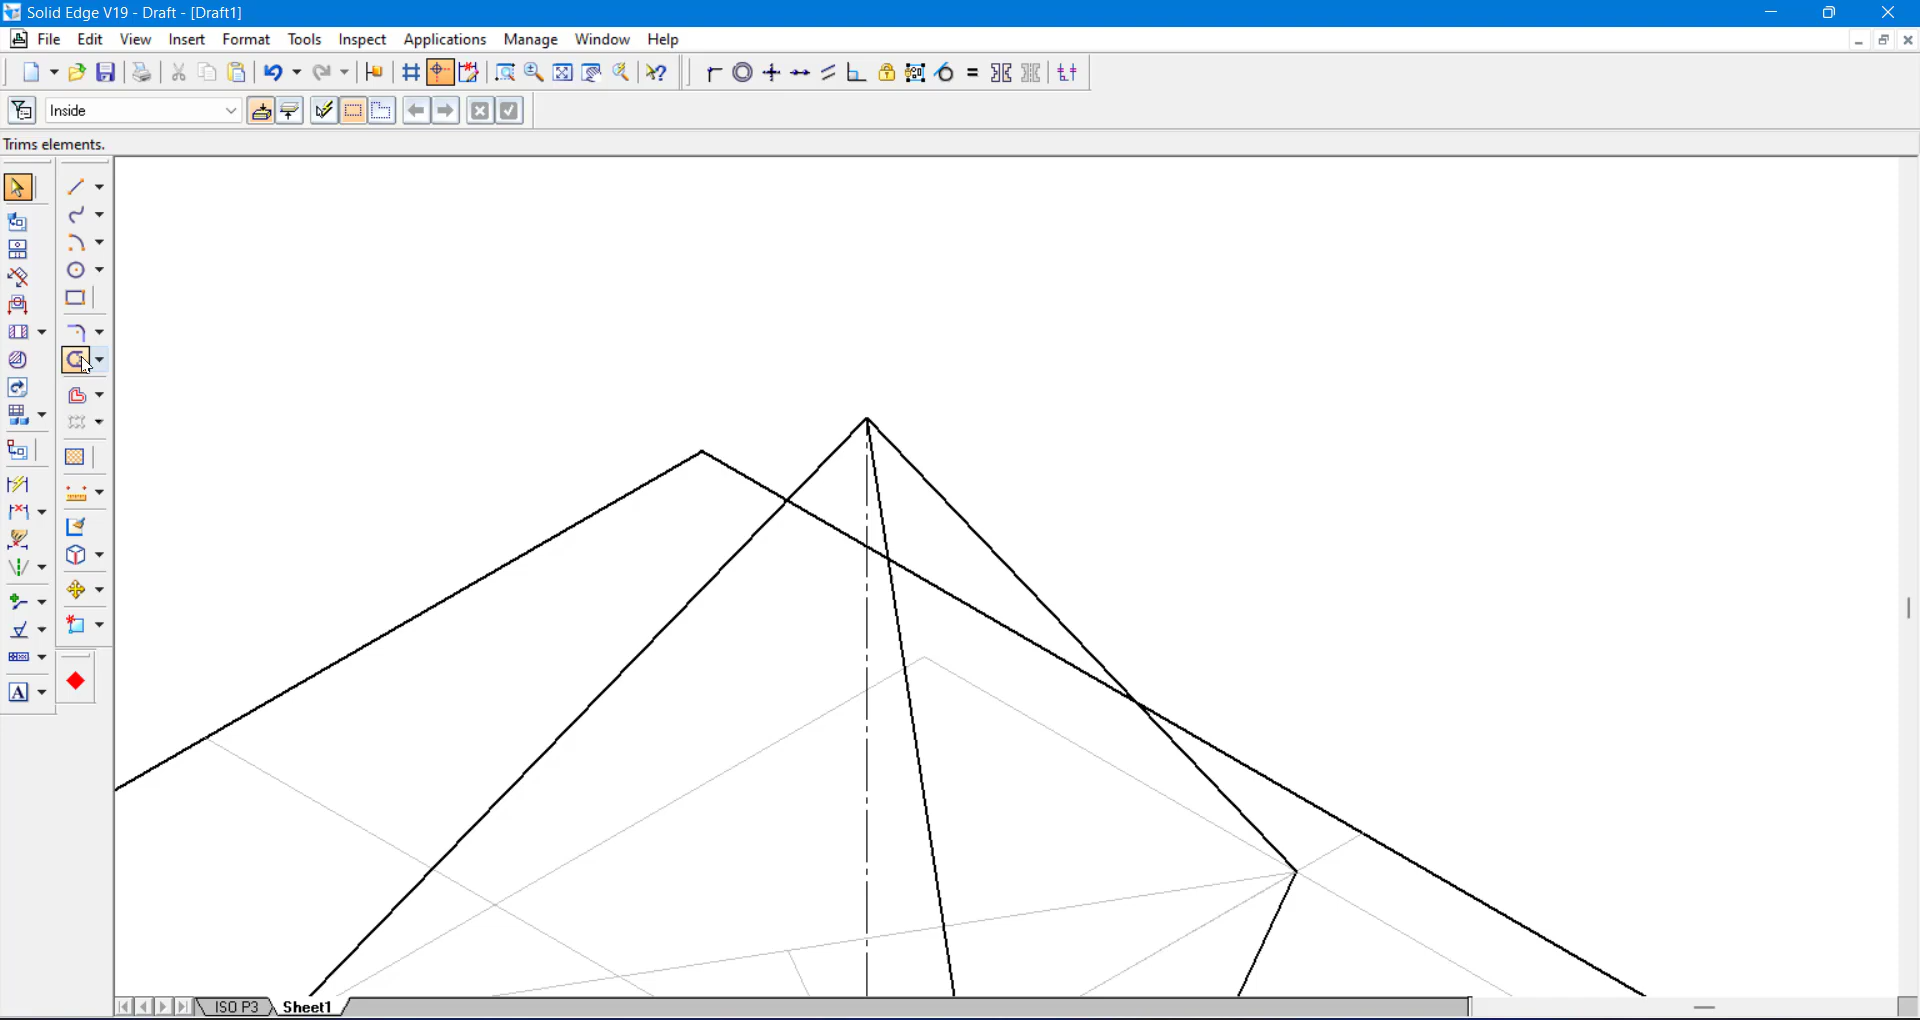 Solid Edge V19 - Draft - [Draft1]
File Edit View Insert Format Tools Inspect Applications Manage Window Help
Inside
Trims elements.
A
ISO P3 Sheet1